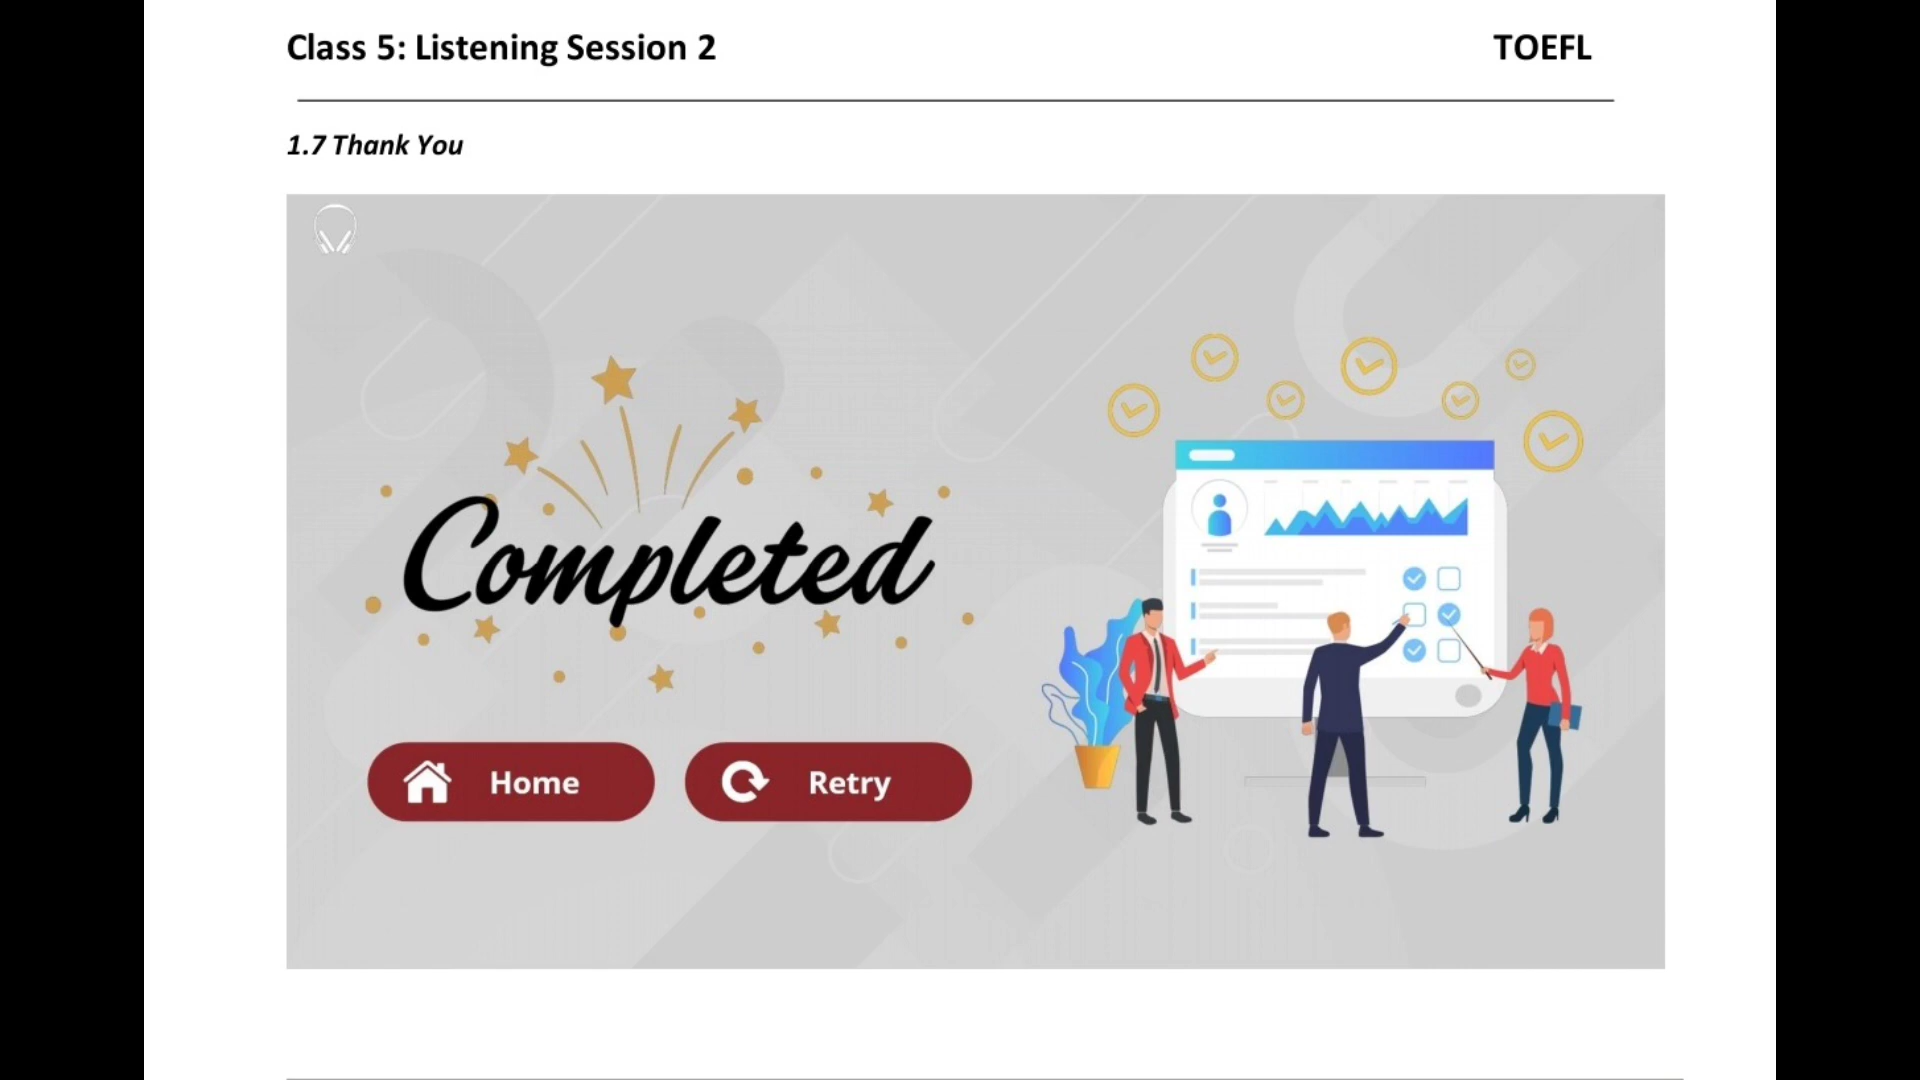 Class 5: Listening Session 2 TOEFL
1.7 Thank You
Completed
Home Retry